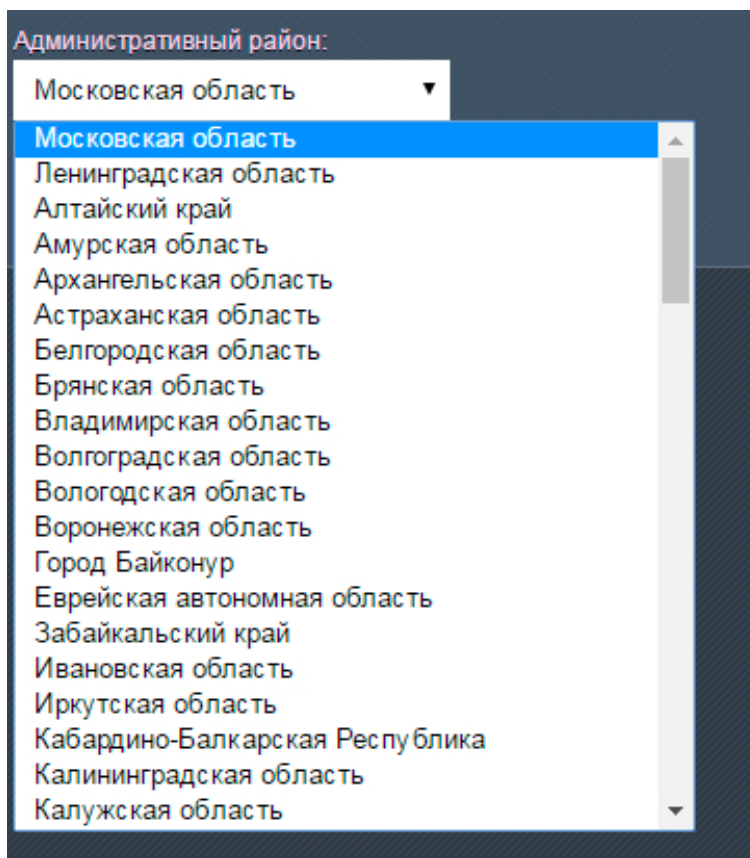 Административный район:
Московская область
Московская область
Ленинградская область
Алтайский край
Амурская область
Архангельская область
Астраханская область
Белгородская область
Брянская область
Владимирская область
Волгоградская область
Вологодская область
Воронежская область
Город Байконур
Еврейская автономная область
Забайкальский край
Ивановская область
Иркутская область
Кабардино-Балкарская Республика
Калининградская область
Калужская область